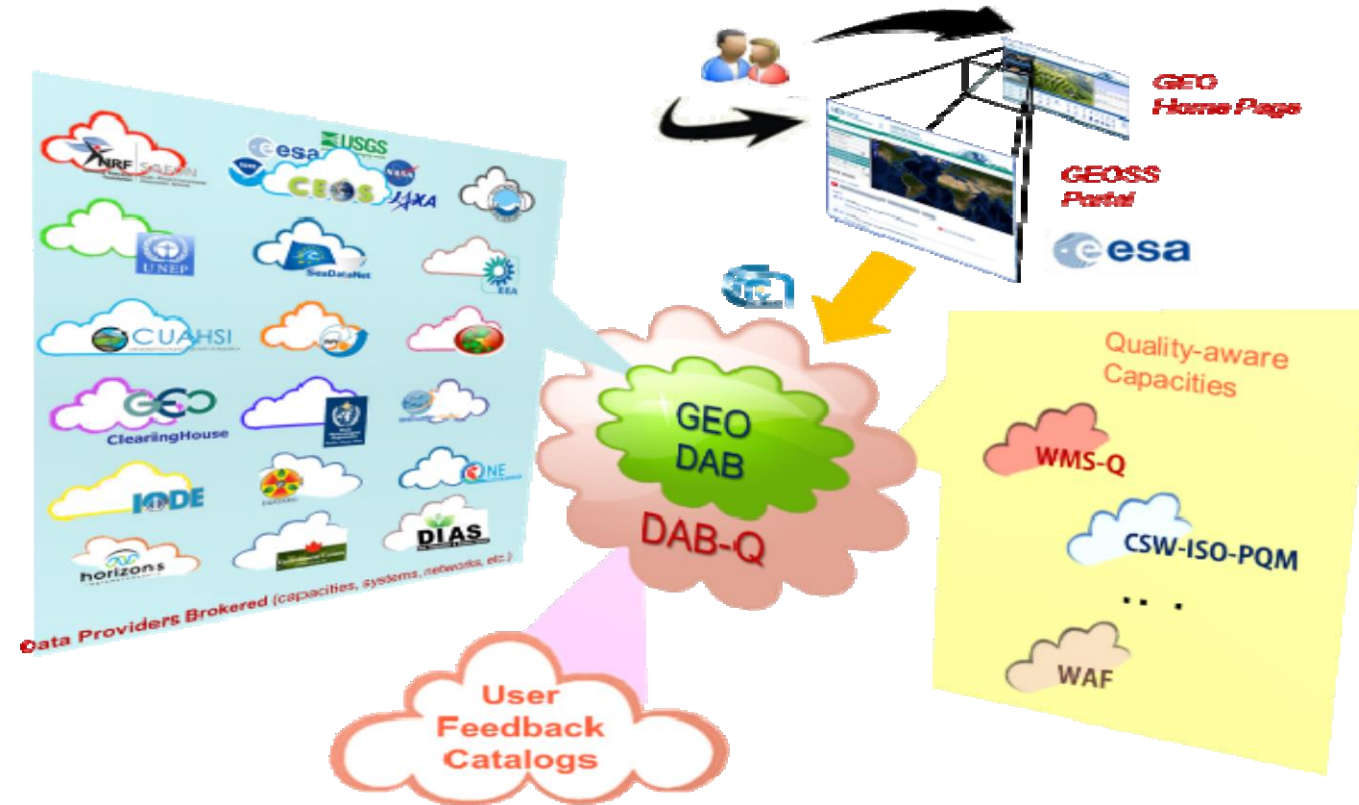 GEO
Home Page
GEOSS
Portal
esa
NRF
esa
USGS
NASA
CEOS
JAXA
UNEP
SeaDataNet
EEA
CUAHSI
GEO
ClearingHouse
IODE
ONE
horizons
DIAS
Data Providers Brokered (capacities, systems, networks, etc.)
GEO
DAB
DAB-Q
Quality-aware
Capacities
WMS-Q
CSW-ISO-PQM
...
WAF
User
Feedback
Catalogs